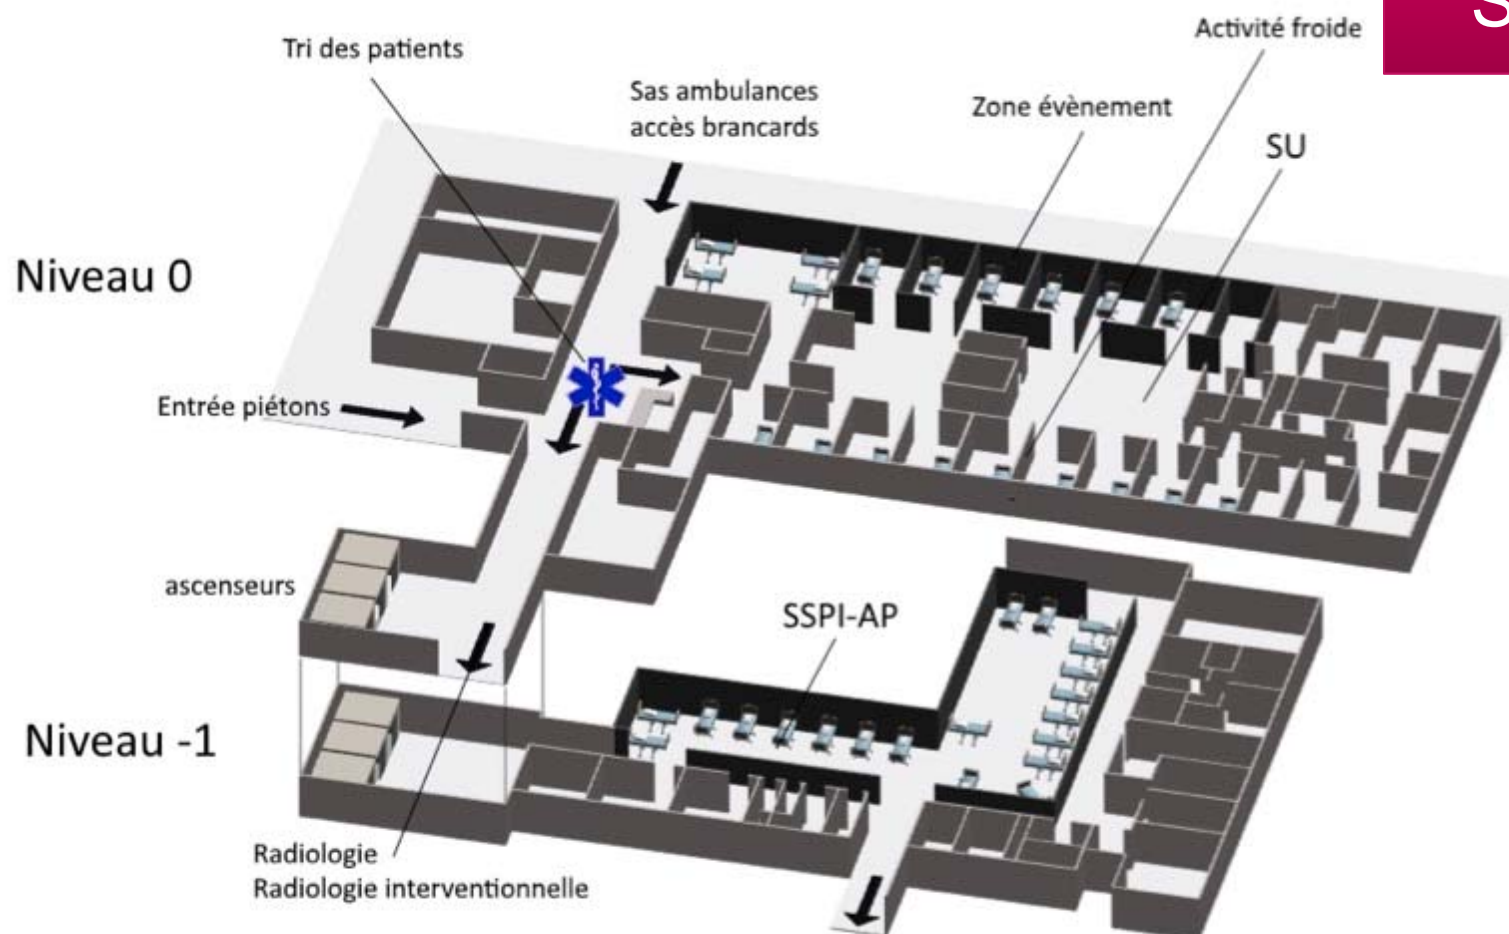 S
Activité froide
Tri des patients
Sas ambulances
accès brancards
Zone évènement
SU
Niveau 0
Entrée piétons
ascenseurs
SSPI-AP
Niveau -1
Radiologie
Radiologie interventionnelle